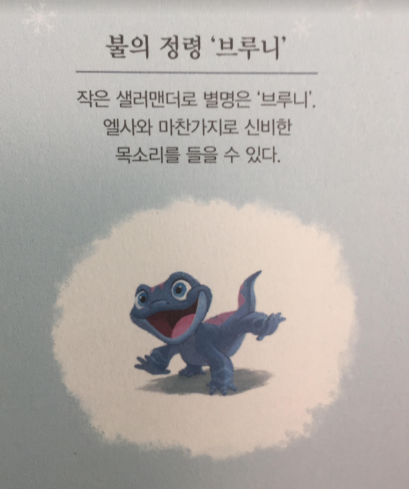 불의 정령 ‘브루니’
작은 샐러맨더로 별명은 ‘브루니’.
엘사와 마찬가지로 신비한
목소리를 들을 수 있다.